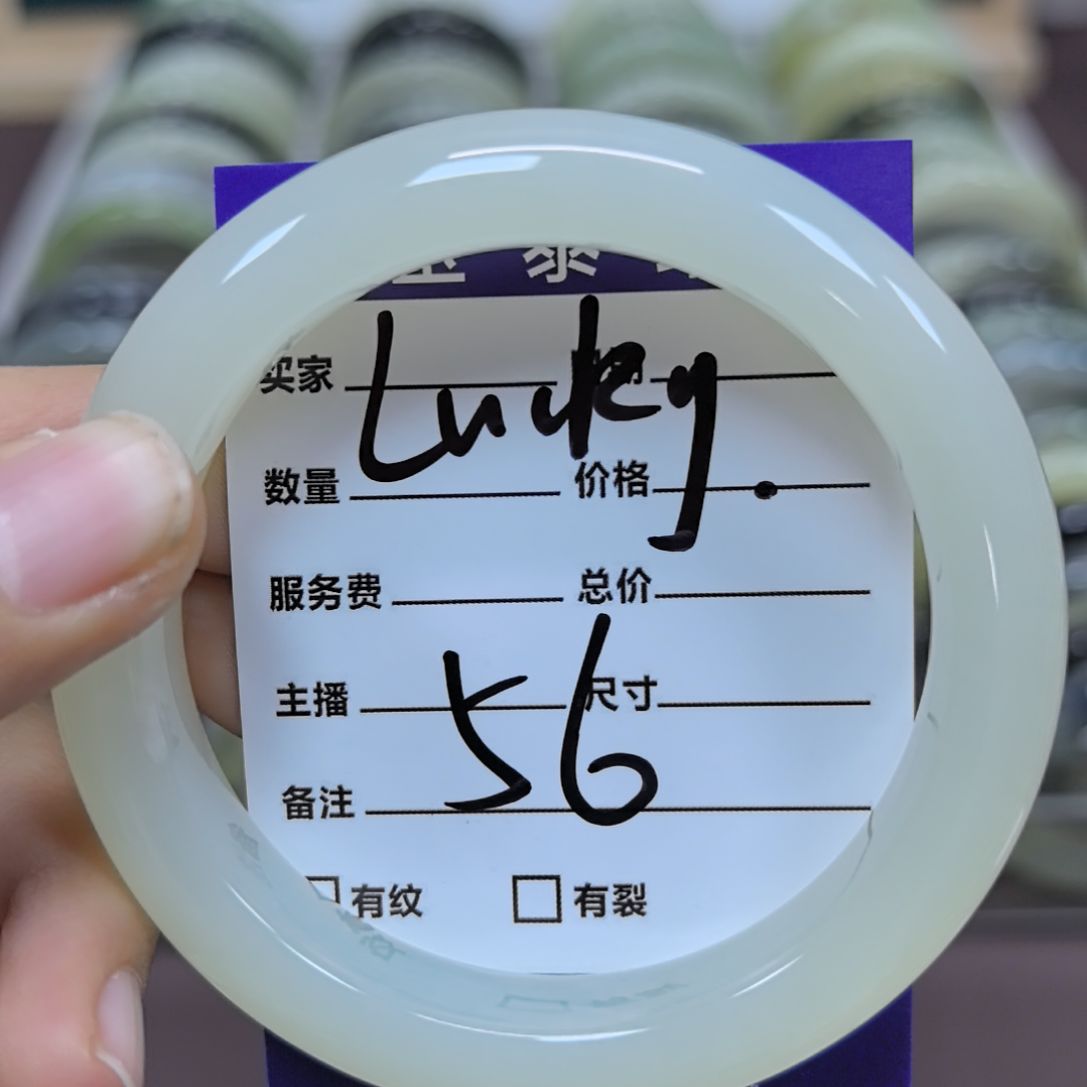 泰
Lucky.
买家
数量 价格
服务费 总价
56
主播 尺寸
备注
□ 有纹 □ 有裂